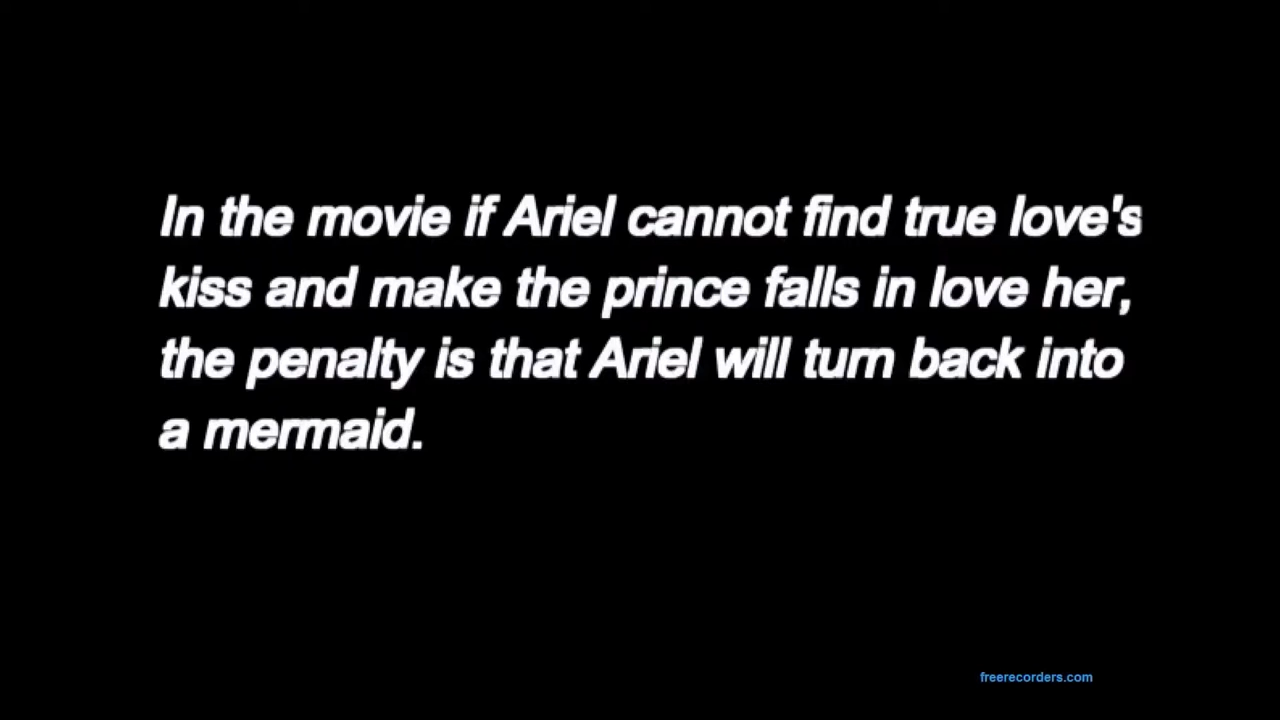 In the movie if Ariel cannot find true love's
kiss and make the prince falls in love her,
the penalty is that Ariel will turn back into
a mermaid.
freerecorders.com